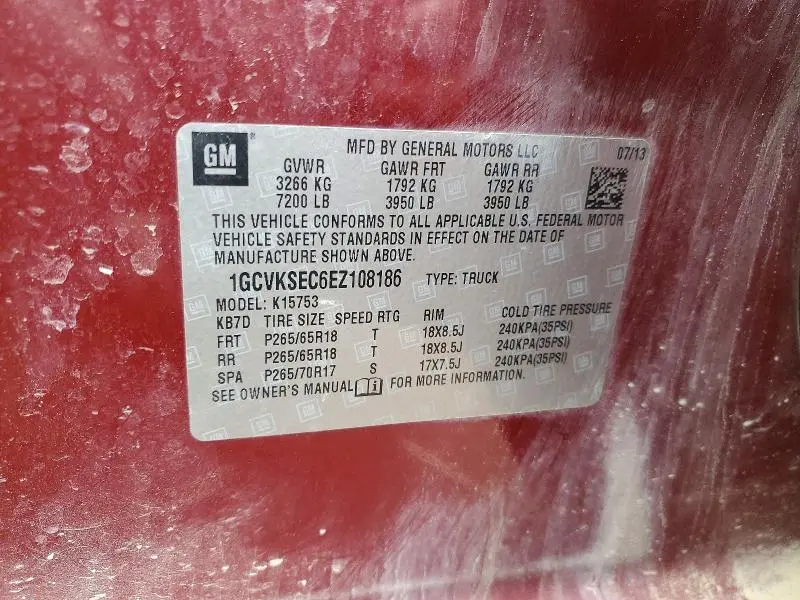 GM
MFD BY GENERAL MOTORS LLC 07/13
GVWR GAWR FRT GAWR RR
3266 KG 1792 KG 1792 KG
7200 LB 3950 LB 3950 LB
THIS VEHICLE CONFORMS TO ALL APPLICABLE U.S. FEDERAL MOTOR
VEHICLE SAFETY STANDARDS IN EFFECT ON THE DATE OF
MANUFACTURE SHOWN ABOVE.
1GCVKSEC6EZ108186 TYPE: TRUCK
MODEL: K15753
KB7D TIRE SIZE SPEED RTG RIM COLD TIRE PRESSURE
FRT P265/65R18 T 18X8.5J 240KPA(35PSI)
RR P265/65R18 T 18X8.5J 240KPA(35PSI)
SPA P265/70R17 S 17X7.5J 240KPA(35PSI)
SEE OWNER'S MANUAL FOR MORE INFORMATION.